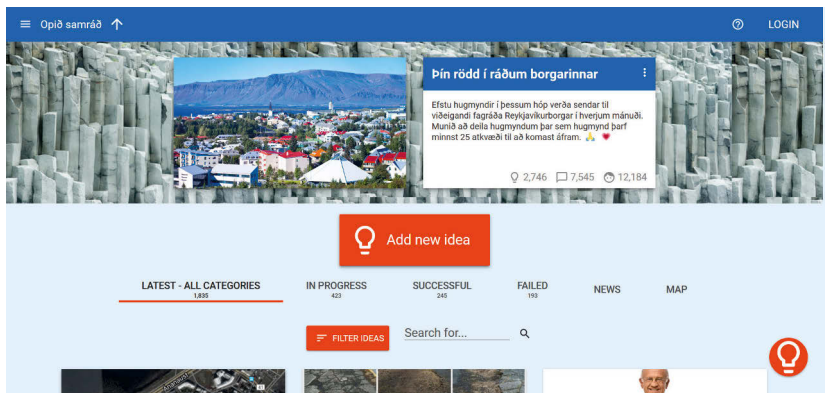 Opið samráð
LOGIN
Þín rödd í ráðum borgarinnar
Efstu hugmyndir í þessum hóp verða sendar til
viðeigandi fagráða Reykjavíkurborgar í hverjum mánuði.
Munið að deila hugmyndum þar sem hugmynd þarf
minnst 25 atkvæði til að komast áfram. 🙏 💗
2,746 7,545 12,184
Add new idea
LATEST - ALL CATEGORIES IN PROGRESS SUCCESSFUL FAILED NEWS MAP
1,835 423 245 193
FILTER IDEAS Search for...